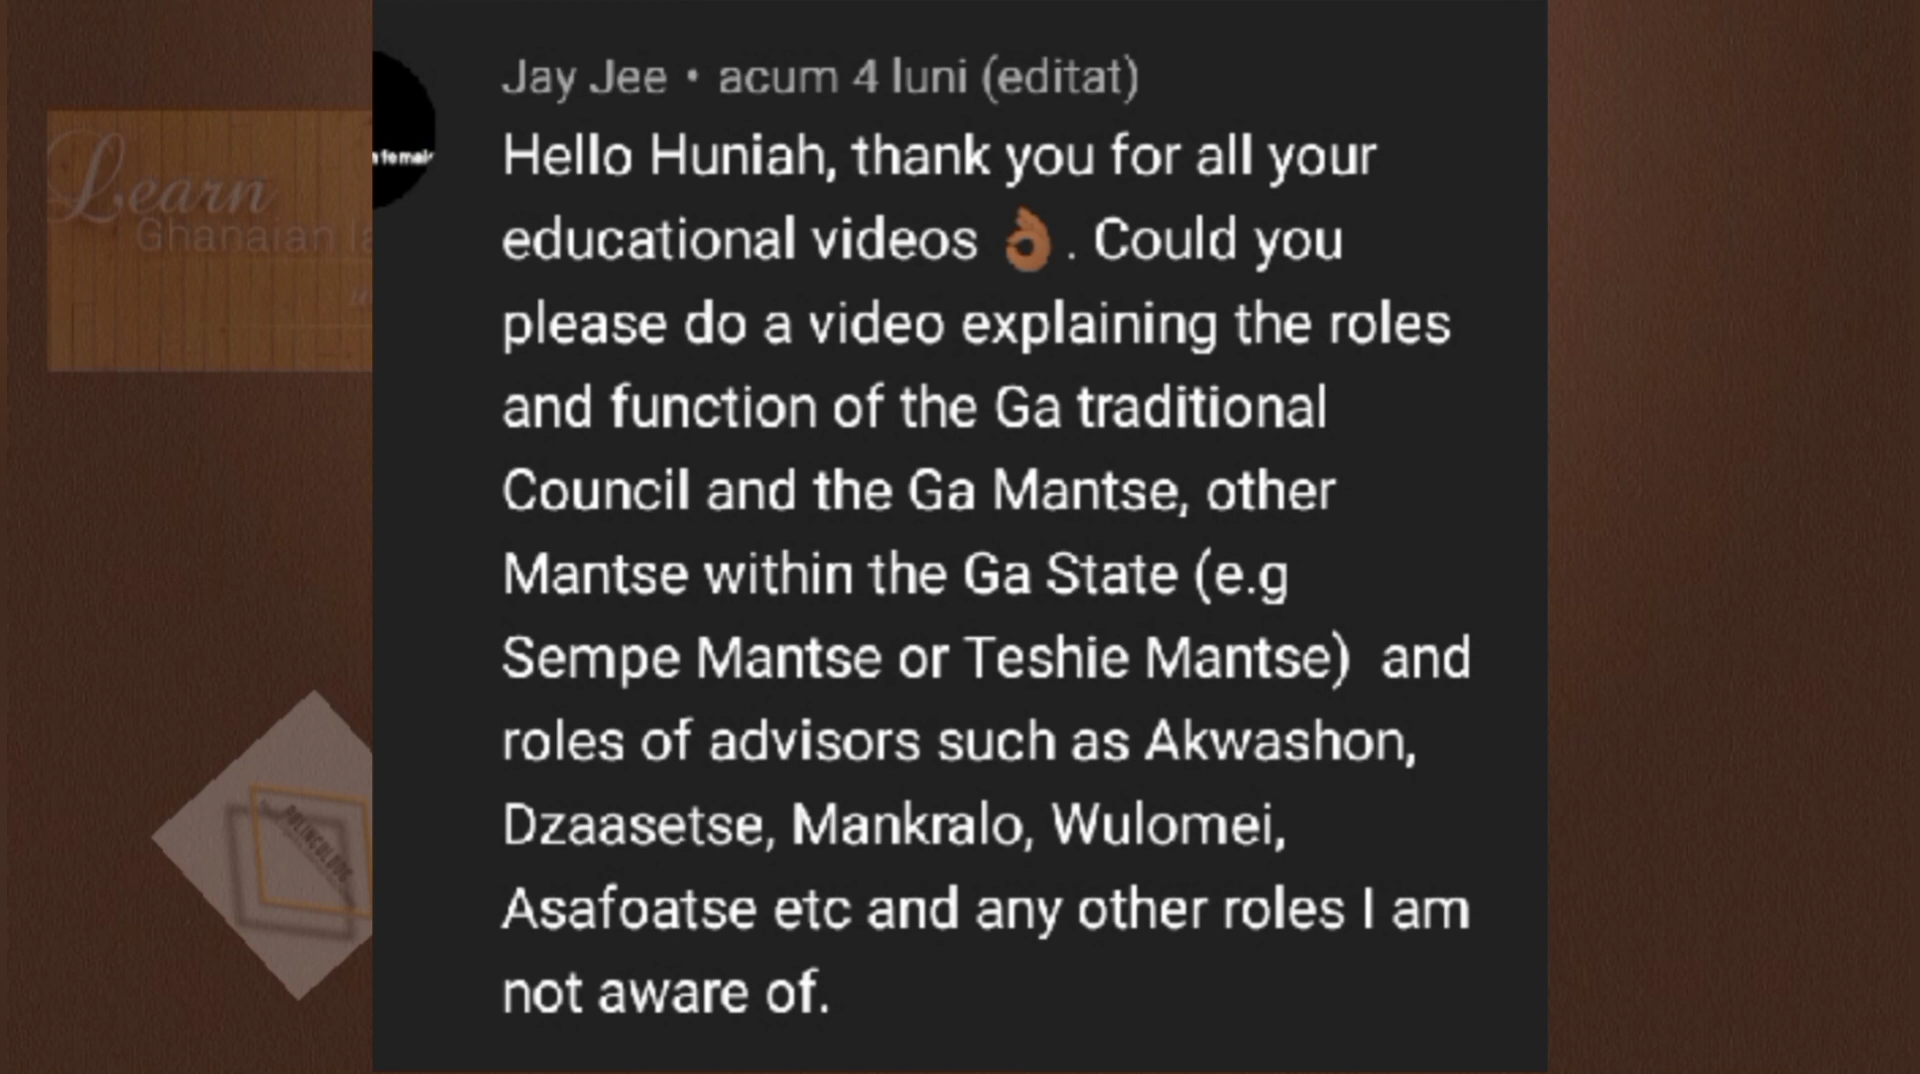 Learn
Ghanaian
Jay Jee • acum 4 luni (editat)
Hello Huniah, thank you for all your
educational videos 👌🏾. Could you
please do a video explaining the roles
and function of the Ga traditional
Council and the Ga Mantse, other
Mantse within the Ga State (e.g
Sempe Mantse or Teshie Mantse)  and
roles of advisors such as Akwashon,
Dzaasetse, Mankralo, Wulomei,
Asafoatse etc and any other roles I am
not aware of.